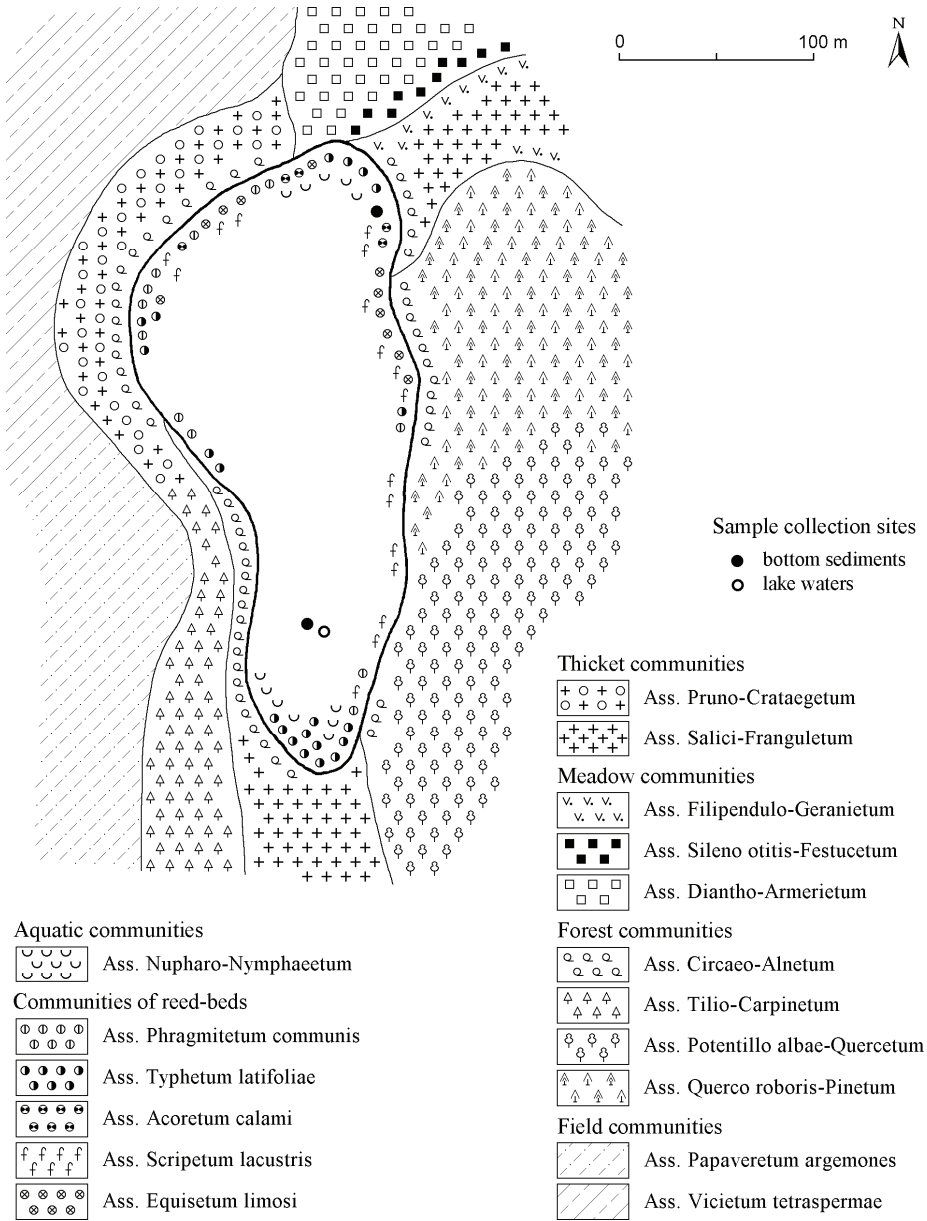 N
0 100 m
Sample collection sites
bottom sediments
lake waters
Thicket communities
Ass. Pruno-Crataegetum
Ass. Salici-Franguletum
Meadow communities
Ass. Filipendulo-Geranietum
Ass. Sileno otitis-Festucetum
Ass. Diantho-Armerietum
Aquatic communities
Ass. Nupharo-Nymphaeetum
Communities of reed-beds
Ass. Phragmitetum communis
Ass. Typhetum latifoliae
Ass. Acoretum calami
Ass. Scripetum lacustris
Ass. Equisetum limosi
Forest communities
Ass. Circaeo-Alnetum
Ass. Tilio-Carpinetum
Ass. Potentillo albae-Quercetum
Ass. Querco roboris-Pinetum
Field communities
Ass. Papaveretum argemones
Ass. Vicietum tetraspermae